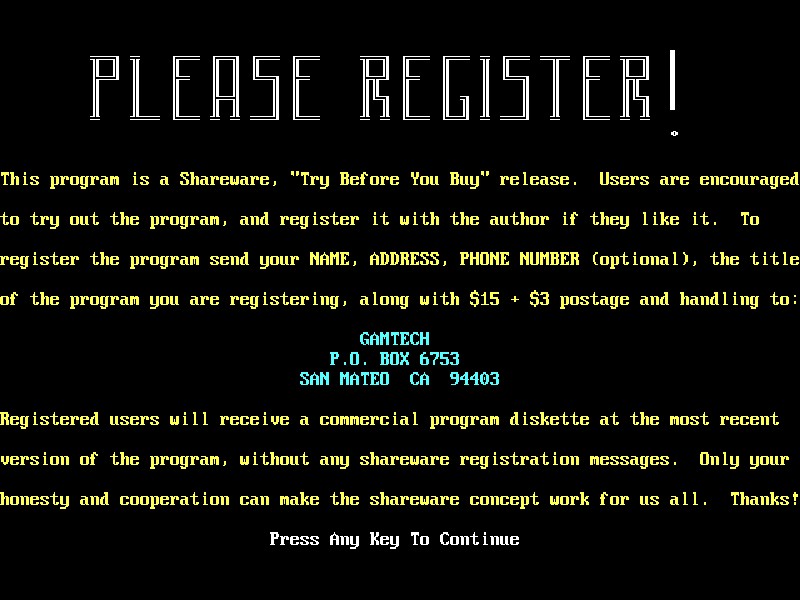 PLEASE REGISTER!
This program is a Shareware, "Try Before You Buy" release.  Users are encouraged
to try out the program, and register it with the author if they like it.  To
register the program send your NAME, ADDRESS, PHONE NUMBER (optional), the title
of the program you are registering, along with $15 + $3 postage and handling to:
GAMTECH
P.O. BOX 6753
SAN MATEO  CA  94403
Registered users will receive a commercial program diskette at the most recent
version of the program, without any shareware registration messages.  Only your
honesty and cooperation can make the shareware concept work for us all.  Thanks!
Press Any Key To Continue